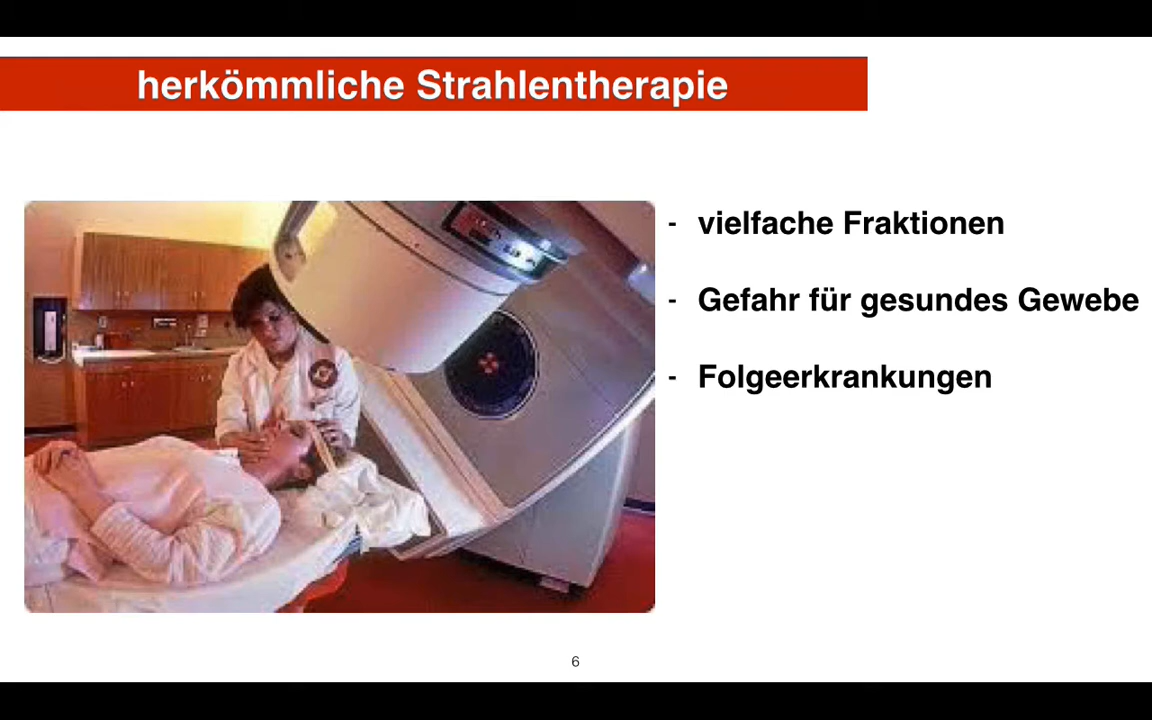 herkömmliche Strahlentherapie
- vielfache Fraktionen
- Gefahr für gesundes Gewebe
- Folgeerkrankungen
6